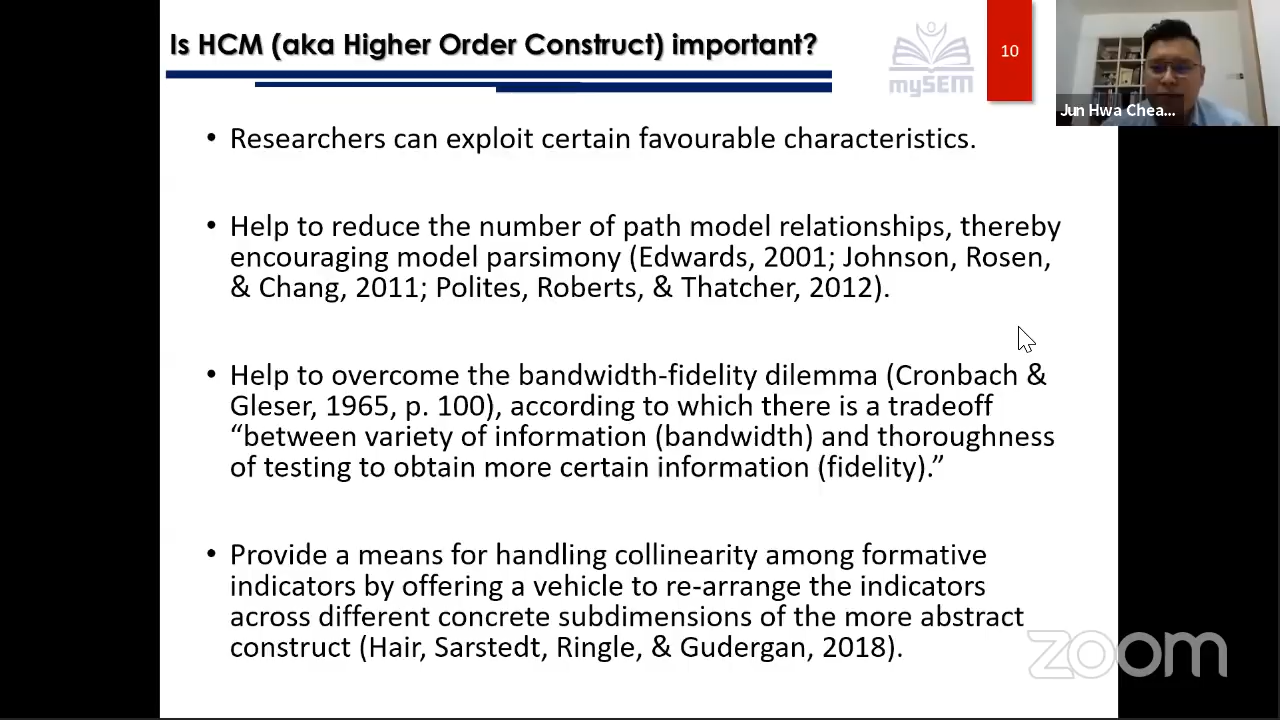 Is HCM (aka Higher Order Construct) important?
mySEM
10
Jun Hwa Chea...
• Researchers can exploit certain favourable characteristics.
• Help to reduce the number of path model relationships, thereby
encouraging model parsimony (Edwards, 2001; Johnson, Rosen,
& Chang, 2011; Polites, Roberts, & Thatcher, 2012).
• Help to overcome the bandwidth-fidelity dilemma (Cronbach &
Gleser, 1965, p. 100), according to which there is a tradeoff
“between variety of information (bandwidth) and thoroughness
of testing to obtain more certain information (fidelity).”
• Provide a means for handling collinearity among formative
indicators by offering a vehicle to re-arrange the indicators
across different concrete subdimensions of the more abstract
construct (Hair, Sarstedt, Ringle, & Gudergan, 2018).
zoom